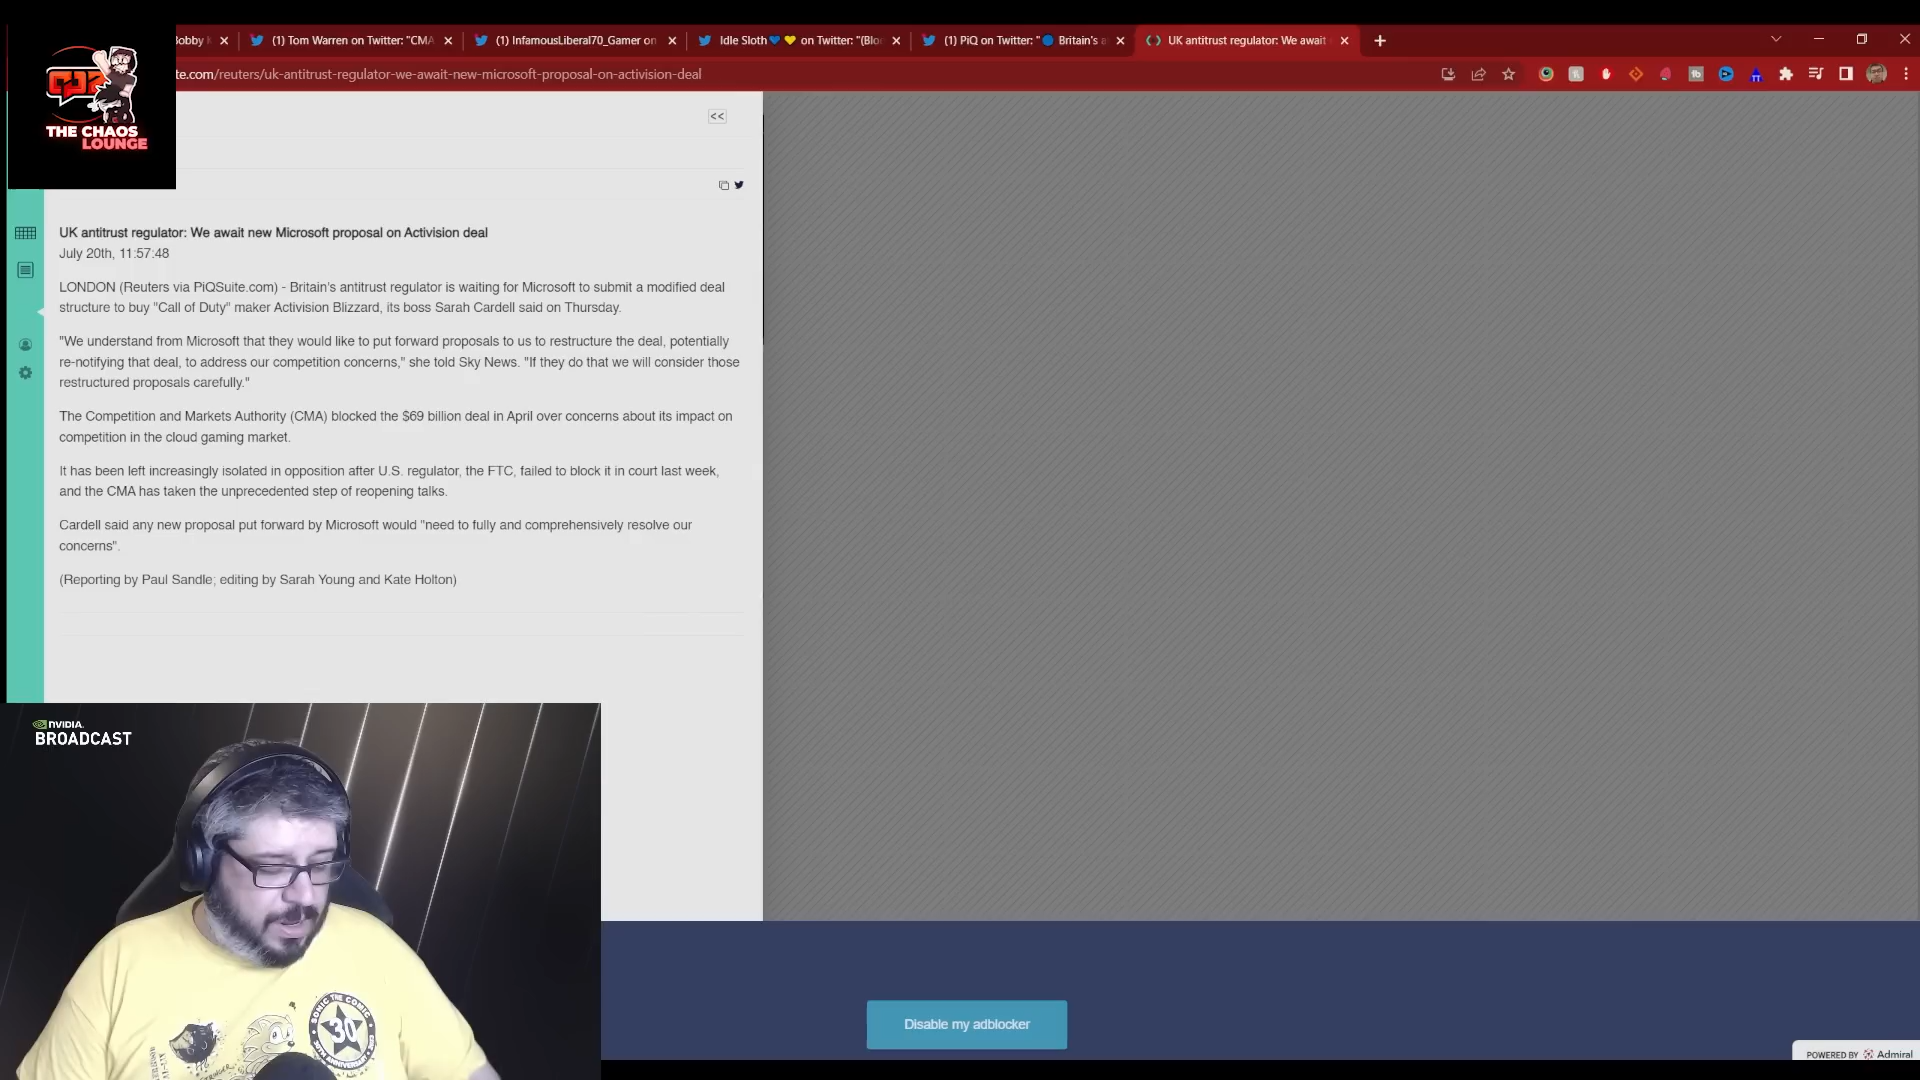 Bobby
(1) Tom Warren on Twitter: "CMA
(1) InfamousLiberal70_Gamer on
Idle Sloth💙💛 on Twitter: "(Blo
(1) PiQ on Twitter: "🔵 Britain's a
UK antitrust regulator: We await
te.com/reuters/uk-antitrust-regulator-we-await-new-microsoft-proposal-on-activision-deal
THE CHAOS
LOUNGE
<<
UK antitrust regulator: We await new Microsoft proposal on Activision deal
July 20th, 11:57:48
LONDON (Reuters via PiQSuite.com) - Britain's antitrust regulator is waiting for Microsoft to submit a modified deal
structure to buy "Call of Duty" maker Activision Blizzard, its boss Sarah Cardell said on Thursday.
"We understand from Microsoft that they would like to put forward proposals to us to restructure the deal, potentially
re-notifying that deal, to address our competition concerns," she told Sky News. "If they do that we will consider those
restructured proposals carefully."
The Competition and Markets Authority (CMA) blocked the $69 billion deal in April over concerns about its impact on
competition in the cloud gaming market.
It has been left increasingly isolated in opposition after U.S. regulator, the FTC, failed to block it in court last week,
and the CMA has taken the unprecedented step of reopening talks.
Cardell said any new proposal put forward by Microsoft would "need to fully and comprehensively resolve our
concerns".
(Reporting by Paul Sandle; editing by Sarah Young and Kate Holton)
NVIDIA.
BROADCAST
SONIC THE COMIC
30
Disable my adblocker
POWERED BY Admiral